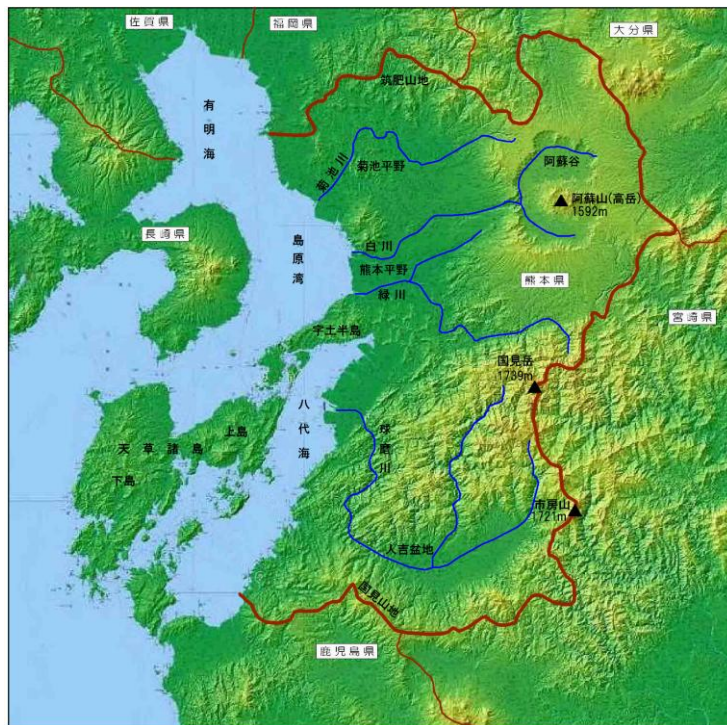 佐賀県
福岡県
大分県
筑肥山地
有明海
菊池川
菊池平野
阿蘇谷
阿蘇山(高岳)
1592m
長崎県
島原湾
白川
熊本平野
緑川
熊本県
宮崎県
宇土半島
国見岳
1739m
八代海
球磨川
天草諸島
上島
下島
市房山
1721m
人吉盆地
国見山地
鹿児島県